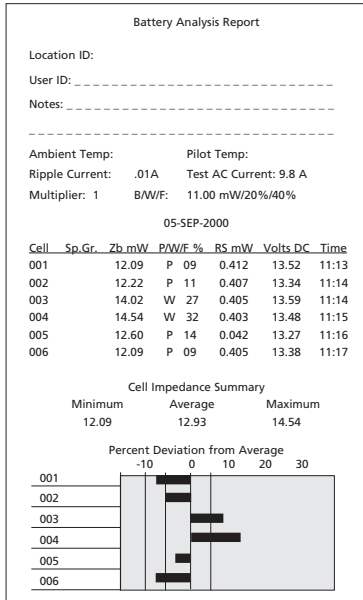 Battery Analysis Report
Location ID:
User ID: _ _ _ _ _ _ _ _ _ _ _ _ _ _ _ _ _ _ _ _ _ _ _ _ _ _ _ _ _
Notes: _ _ _ _ _ _ _ _ _ _ _ _ _ _ _ _ _ _ _ _ _ _ _ _ _ _ _ _ _ _
_ _ _ _ _ _ _ _ _ _ _ _ _ _ _ _ _ _ _ _ _ _ _ _ _ _ _ _ _ _ _ _ _ _
Ambient Temp: Pilot Temp:
Ripple Current: .01A Test AC Current: 9.8 A
Multiplier: 1 B/W/F: 11.00 mW/20%/40%
05-SEP-2000
Cell Sp.Gr. Zb mW P/W/F % RS mW Volts DC Time
001 12.09 P 09 0.412 13.52 11:13
002 12.22 P 11 0.407 13.34 11:14
003 14.02 W 27 0.405 13.59 11:14
004 14.54 W 32 0.403 13.48 11:15
005 12.60 P 14 0.042 13.27 11:16
006 12.09 P 09 0.405 13.38 11:17
Cell Impedance Summary
Minimum Average Maximum
12.09 12.93 14.54
Percent Deviation from Average
-10 0 10 20 30
001
002
003
004
005
006